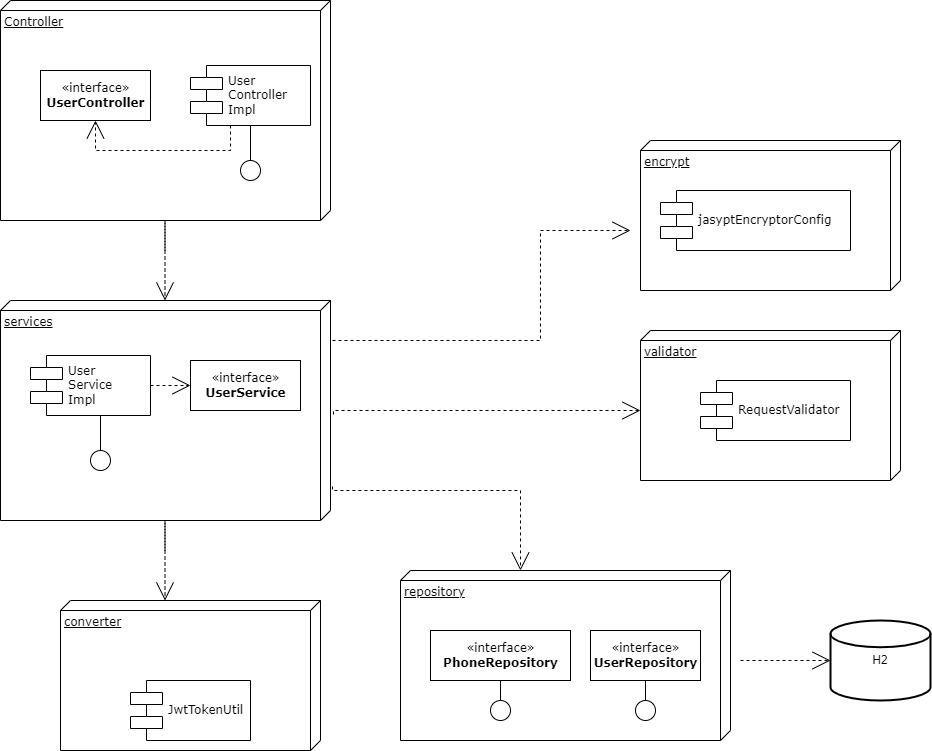 Controller
«interface»
UserController
User
Controller
Impl
encrypt
jasyptEncryptorConfig
services
User
Service
Impl
«interface»
UserService
validator
RequestValidator
converter
JwtTokenUtil
repository
«interface»
PhoneRepository
«interface»
UserRepository
H2